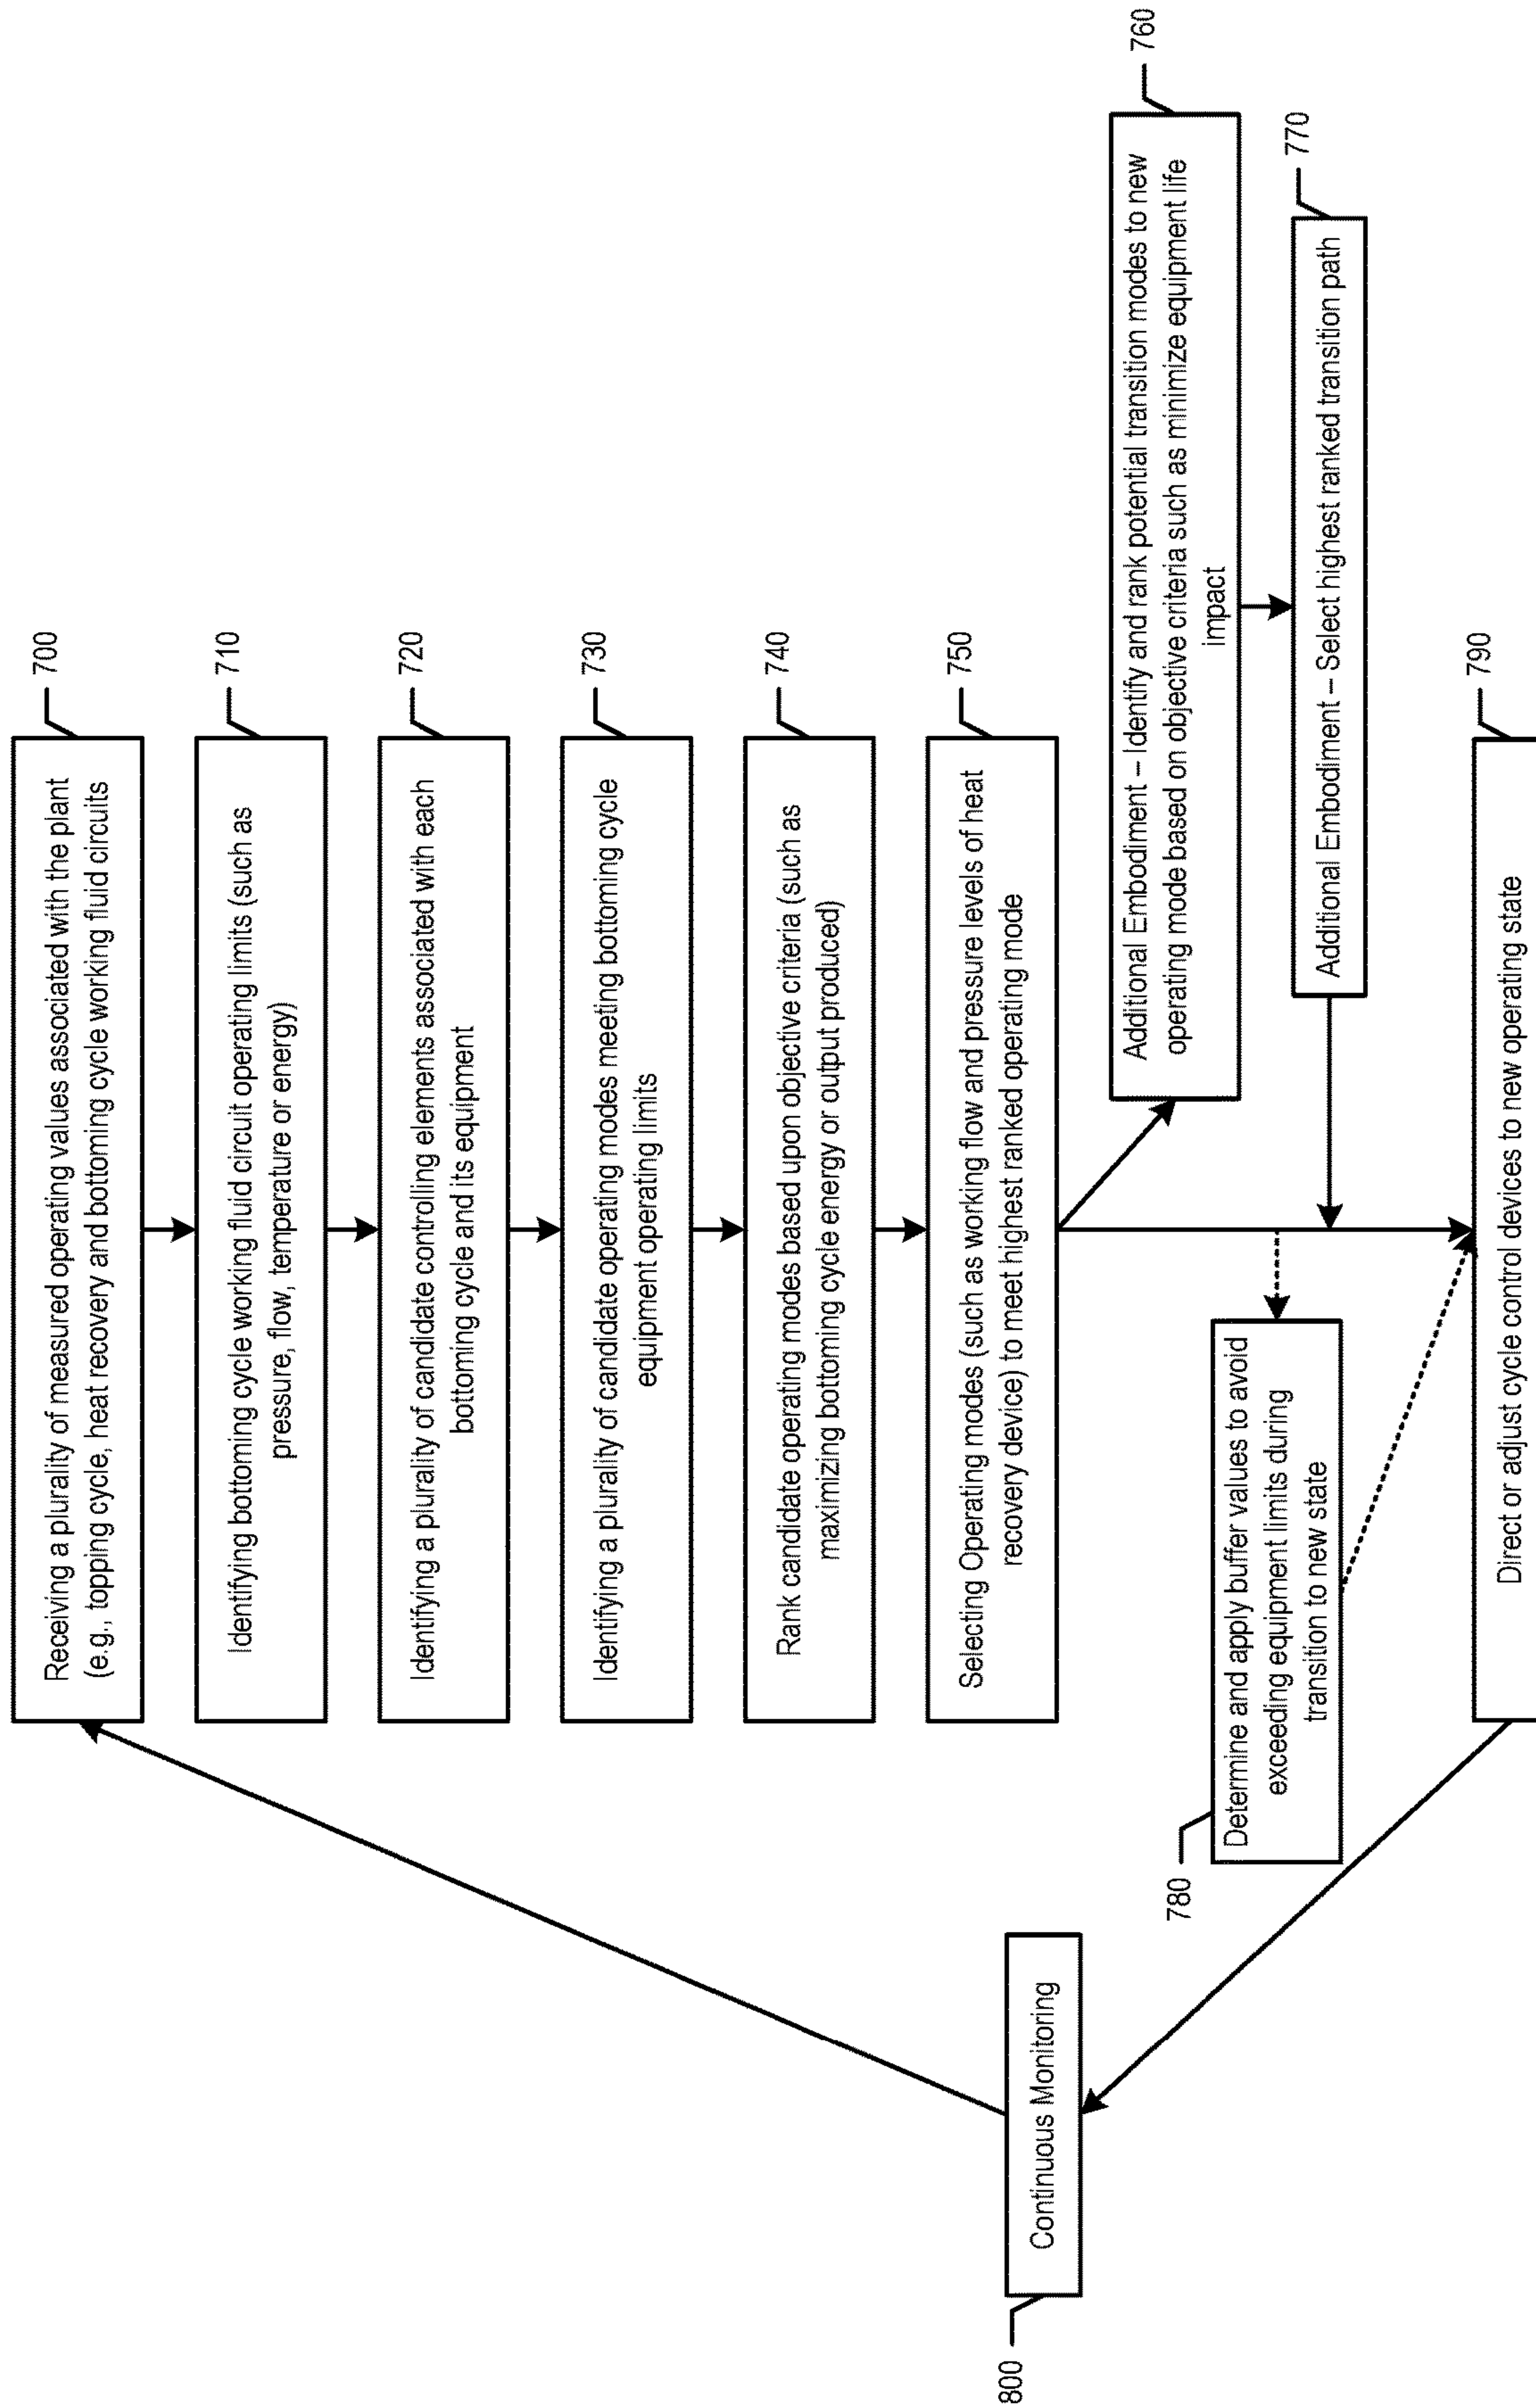 Receiving a plurality of measured operating values associated with the plant
(e.g., topping cycle, heat recovery and bottoming cycle working fluid circuits
700
Identifying bottoming cycle working fluid circuit operating limits (such as
pressure, flow, temperature or energy)
710
Identifying a plurality of candidate controlling elements associated with each
bottoming cycle and its equipment
720
Identifying a plurality of candidate operating modes meeting bottoming cycle
equipment operating limits
730
Rank candidate operating modes based upon objective criteria (such as
maximizing bottoming cycle energy or output produced)
740
Selecting Operating modes (such as working flow and pressure levels of heat
recovery device) to meet highest ranked operating mode
750
Additional Embodiment – Identify and rank potential transition modes to new
operating mode based on objective criteria such as minimize equipment life
impact
760
Additional Embodiment – Select highest ranked transition path
770
780
Determine and apply buffer values to avoid
exceeding equipment limits during
transition to new state
Direct or adjust cycle control devices to new operating state
790
800
Continuous Monitoring